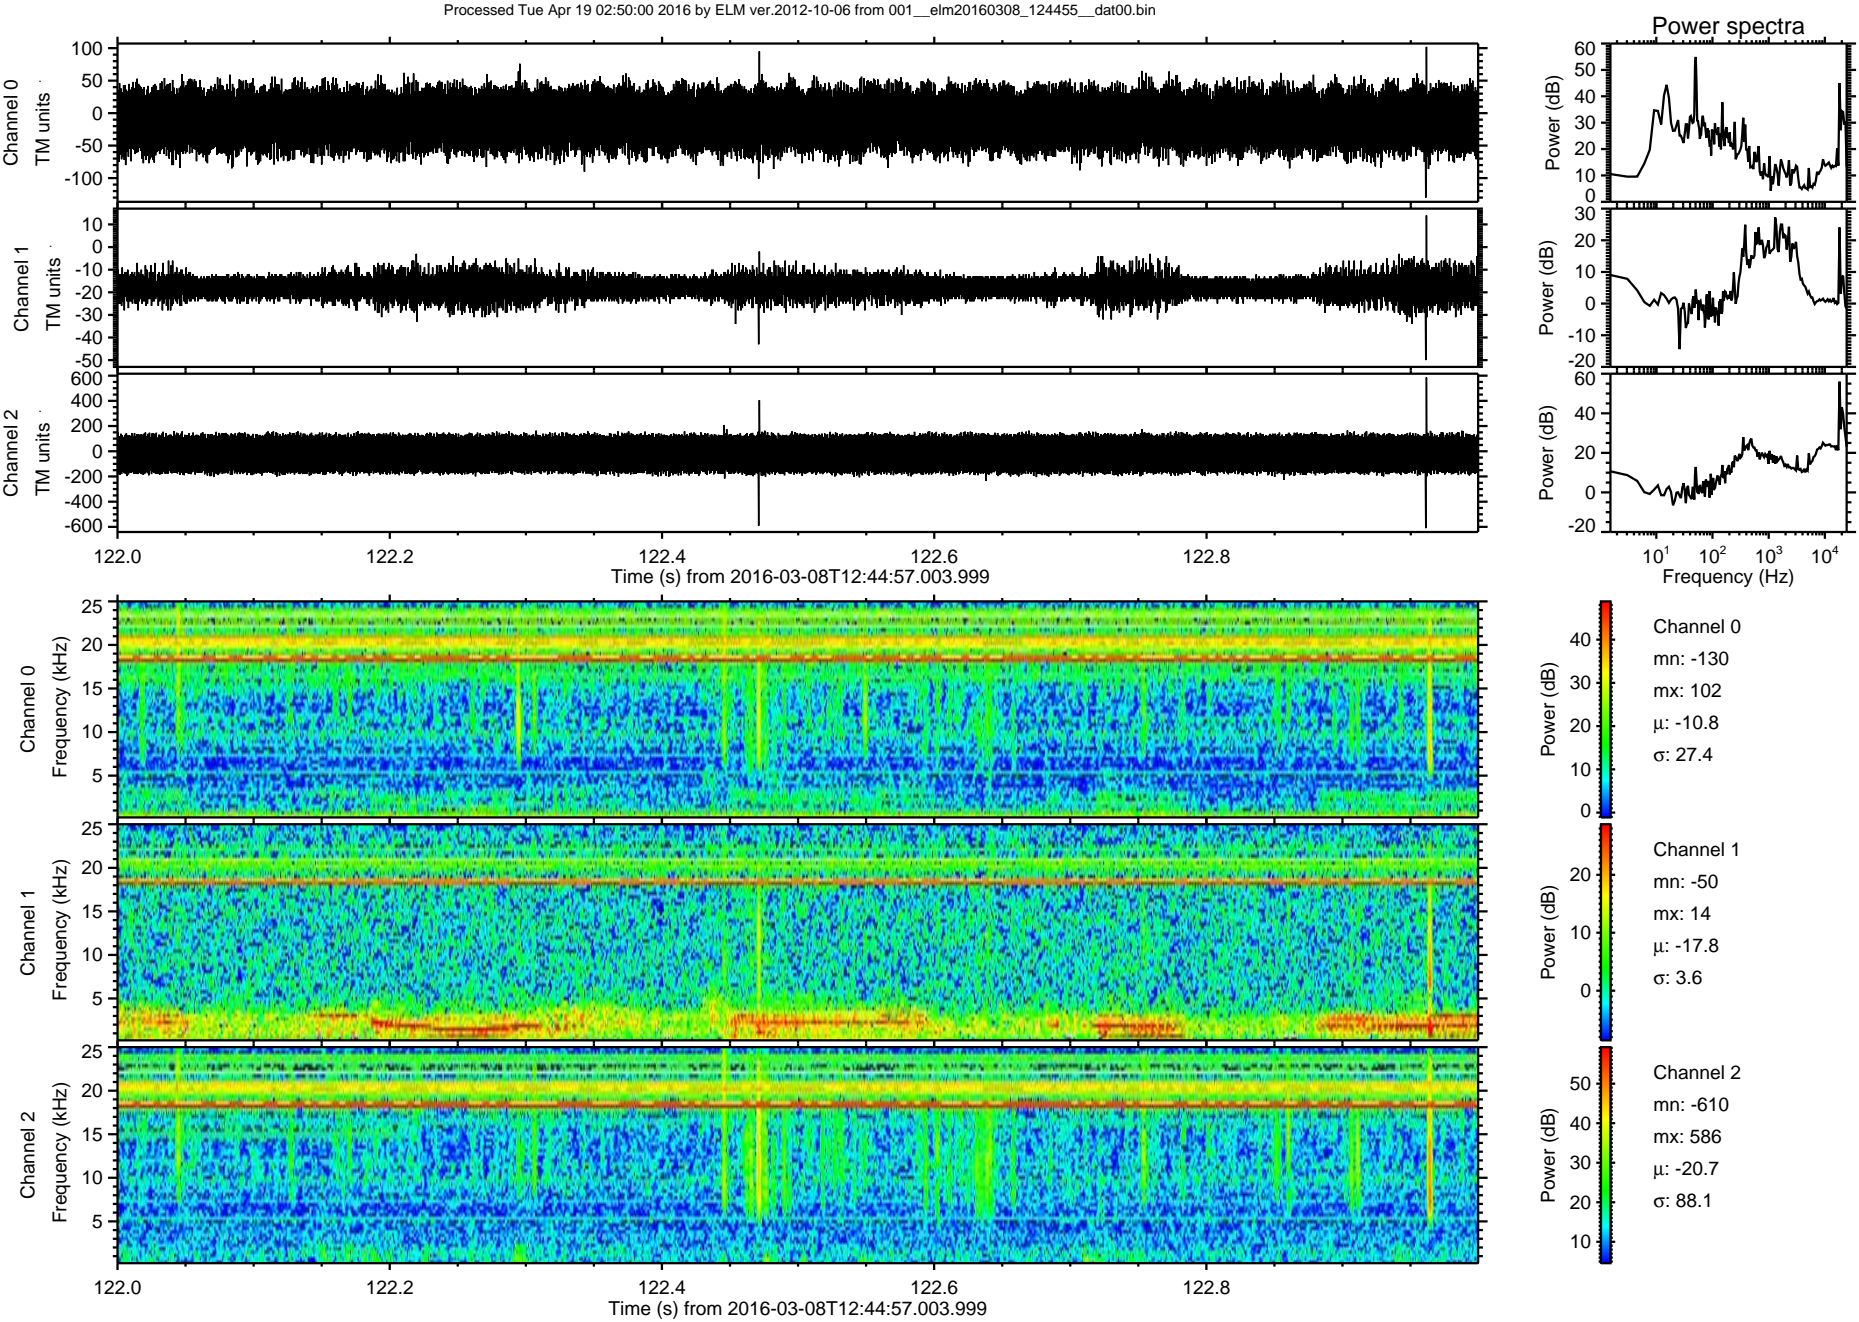 Processed Tue Apr 19 02:50:00 2016 by ELM ver.2012-10-06 from 001__elm20160308_124455__dat00.bin
Power spectra
Channel 0
TM units
100
50
0
-50
-100
Power (dB)
60
50
40
30
20
10
0
Channel 1
TM units
10
0
-10
-20
-30
-40
-50
Power (dB)
30
20
10
0
-10
-20
Channel 2
TM units
600
400
200
0
-200
-400
-600
Power (dB)
60
40
20
0
-20
122.0 122.2 122.4 122.6 122.8
Time (s) from 2016-03-08T12:44:57.003.999
10^1 10^2 10^3 10^4
Frequency (Hz)
Channel 0
Frequency (kHz)
25
20
15
10
5
Power (dB)
40
30
20
10
0
Channel 0
mn: -130
mx: 102
μ: -10.8
σ: 27.4
Channel 1
Frequency (kHz)
25
20
15
10
5
Power (dB)
20
10
0
Channel 1
mn: -50
mx: 14
μ: -17.8
σ: 3.6
Channel 2
Frequency (kHz)
25
20
15
10
5
Power (dB)
50
40
30
20
10
Channel 2
mn: -610
mx: 586
μ: -20.7
σ: 88.1
122.0 122.2 122.4 122.6 122.8
Time (s) from 2016-03-08T12:44:57.003.999